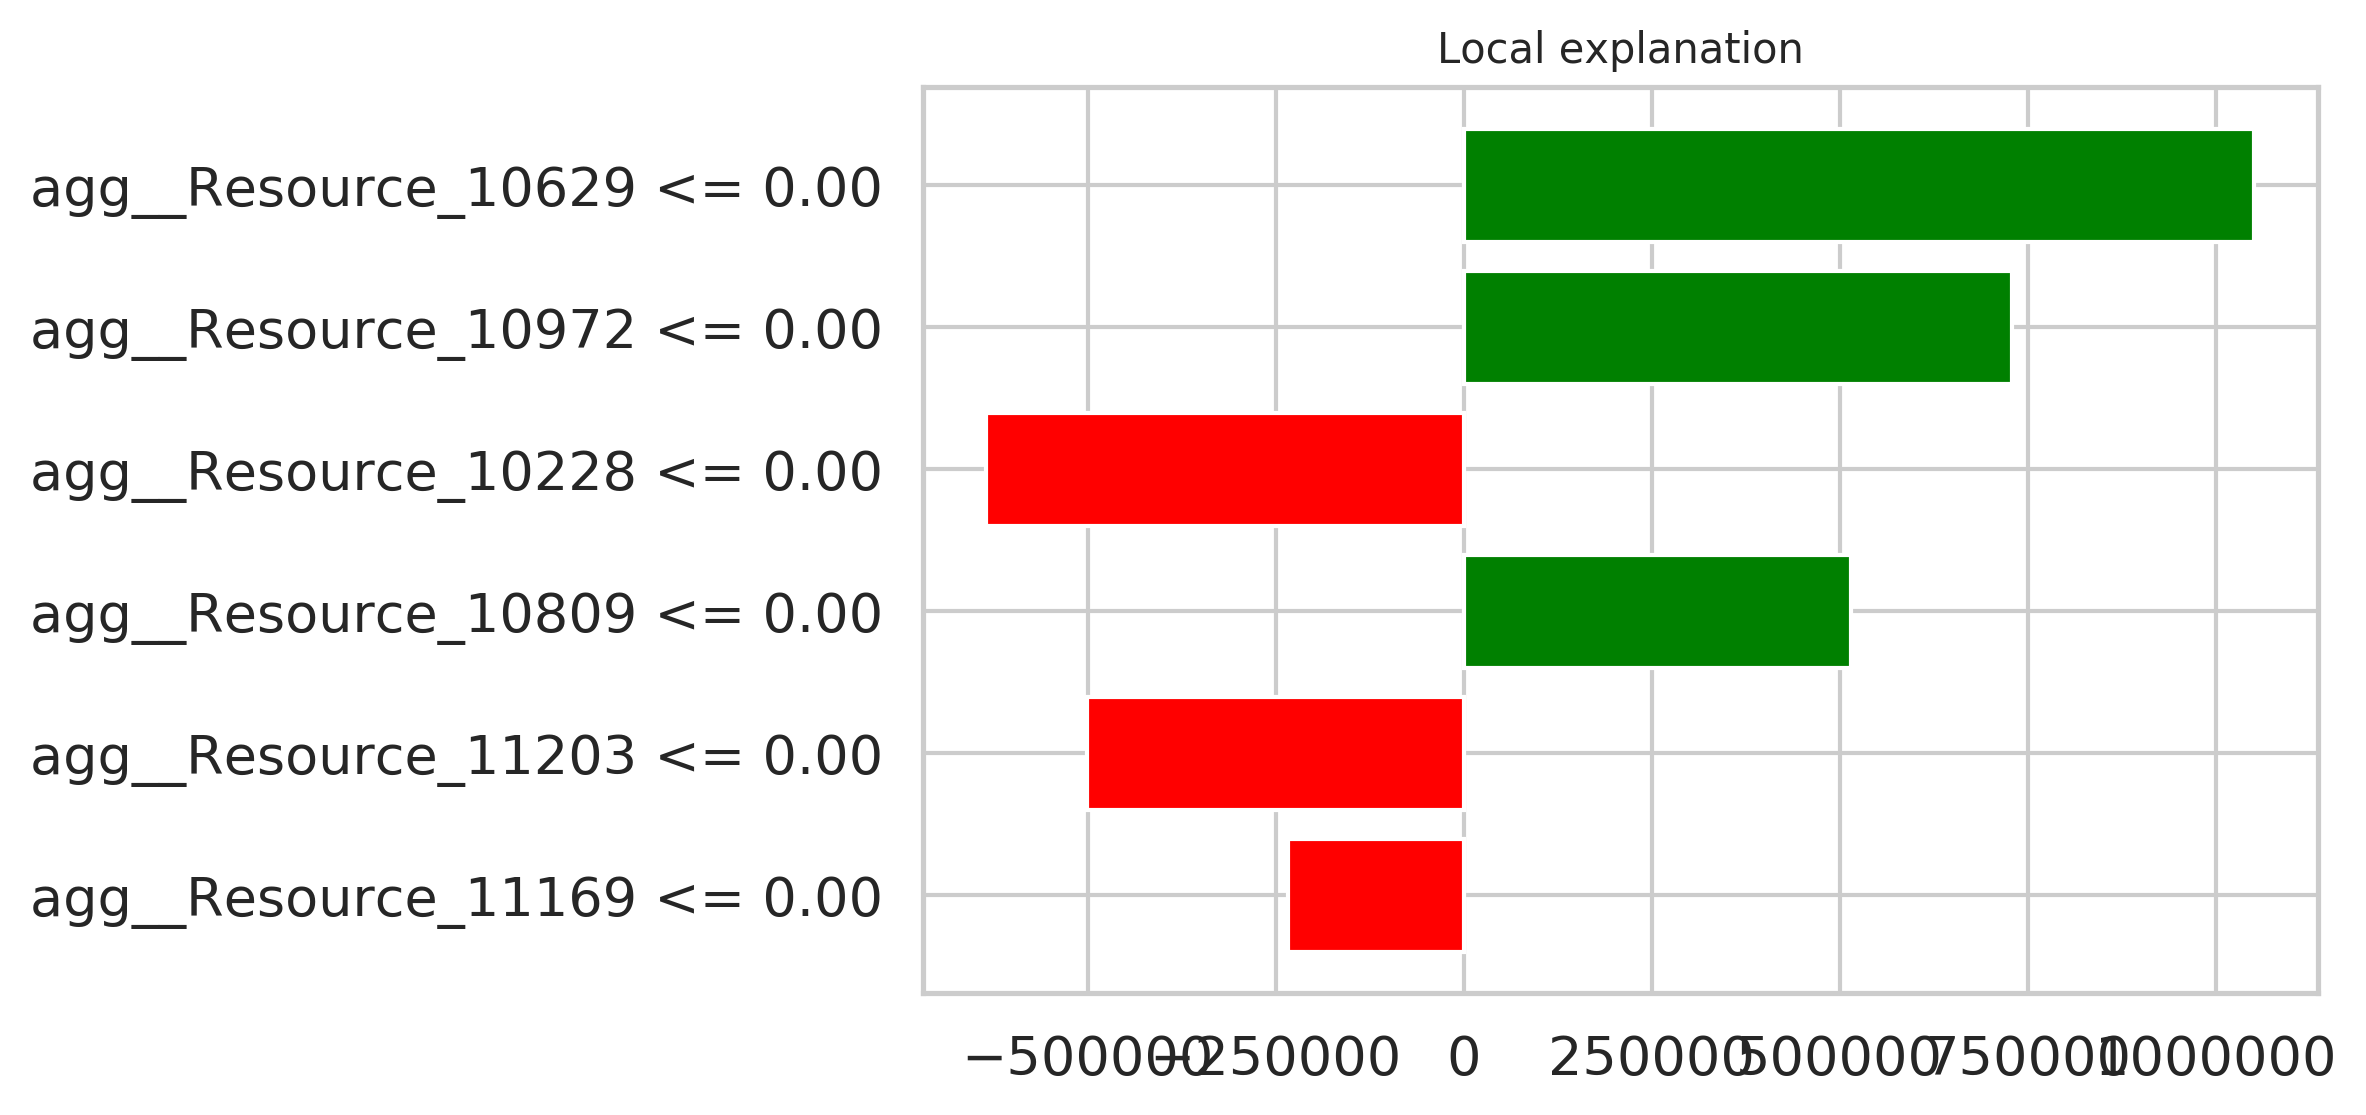 Local explanation
agg__Resource_10629 <= 0.00
agg__Resource_10972 <= 0.00
agg__Resource_10228 <= 0.00
agg__Resource_10809 <= 0.00
agg__Resource_11203 <= 0.00
agg__Resource_11169 <= 0.00
−500000 −250000 0 250000 500000 750000 1000000